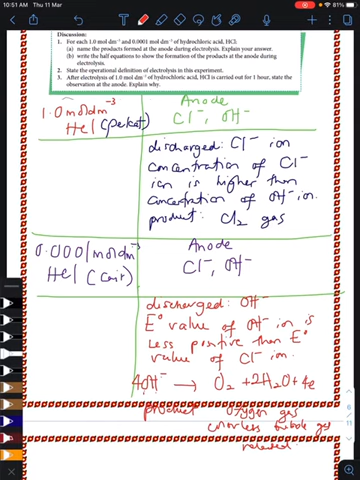 10:51 AM Tue 11 Mar
33%
Discussion:
1. For each 1.0 mol dm⁻³ and 0.0001 mol dm⁻³ of hydrochloric acid, HCl.
(a) name the products formed at the anode during electrolysis. Explain your answer.
(b) write the half equations to show the formation of the products at the anode during
electrolysis.
2. State the operational definition of electrolysis in this experiment.
3. After electrolysis of 1.0 mol dm⁻³ of hydrochloric acid, HCl is carried out for 1 hour, state the
observation at the anode. Explain why.
1.0 moldm⁻³
HCl (pekat)
Anode
Cl⁻, OH⁻
discharged: Cl⁻ ion
concentration of Cl⁻
ion is higher than
concentration of OH⁻ ion.
product: Cl₂ gas
0.0001 moldm⁻³
HCl (cair)
Anode
Cl⁻, OH⁻
discharged: OH⁻
E° value of OH⁻ ion is
less positive than E°
value of Cl⁻ ion.
4OH⁻ → O₂ + 2H₂O + 4e
product oxygen gas
colourless bubble gas
released.
6
11